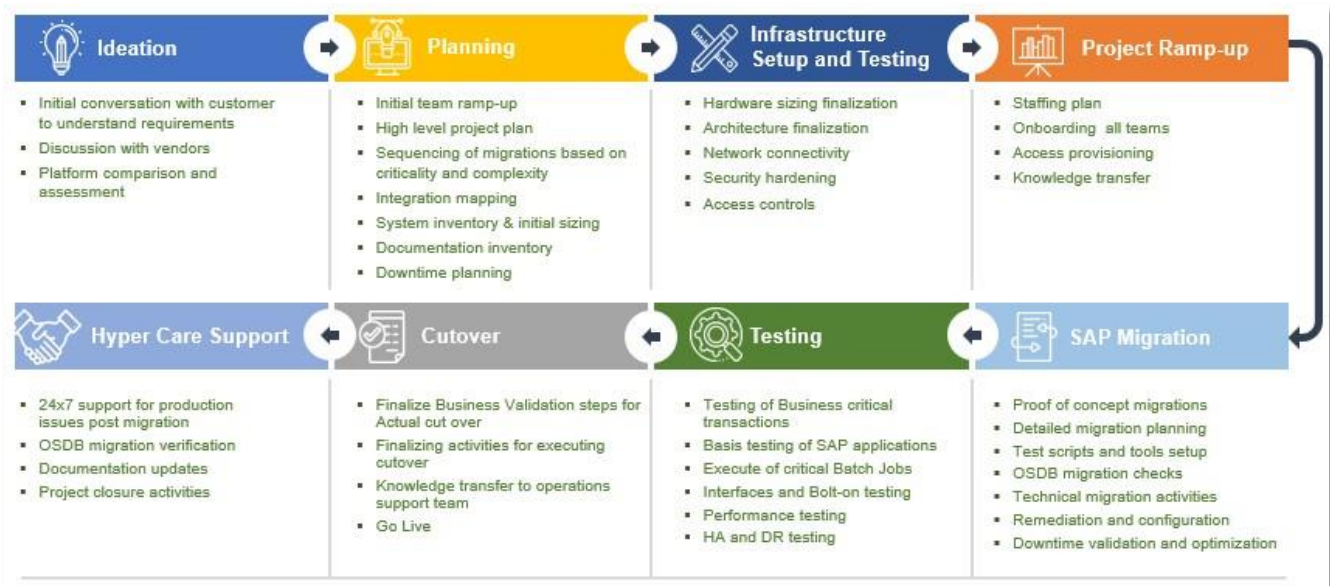 Ideation
▪ Initial conversation with customer
to understand requirements
▪ Discussion with vendors
▪ Platform comparison and
assessment
Planning
▪ Initial team ramp-up
▪ High level project plan
▪ Sequencing of migrations based on
criticality and complexity
▪ Integration mapping
▪ System inventory & initial sizing
▪ Documentation inventory
▪ Downtime planning
Infrastructure
Setup and Testing
▪ Hardware sizing finalization
▪ Architecture finalization
▪ Network connectivity
▪ Security hardening
▪ Access controls
Project Ramp-up
▪ Staffing plan
▪ Onboarding all teams
▪ Access provisioning
▪ Knowledge transfer
SAP Migration
▪ Proof of concept migrations
▪ Detailed migration planning
▪ Test scripts and tools setup
▪ OSDB migration checks
▪ Technical migration activities
▪ Remediation and configuration
▪ Downtime validation and optimization
Testing
▪ Testing of Business critical
transactions
▪ Basis testing of SAP applications
▪ Execute of critical Batch Jobs
▪ Interfaces and Bolt-on testing
▪ Performance testing
▪ HA and DR testing
Cutover
▪ Finalize Business Validation steps for
Actual cut over
▪ Finalizing activities for executing
cutover
▪ Knowledge transfer to operations
support team
▪ Go Live
Hyper Care Support
▪ 24x7 support for production
issues post migration
▪ OSDB migration verification
▪ Documentation updates
▪ Project closure activities